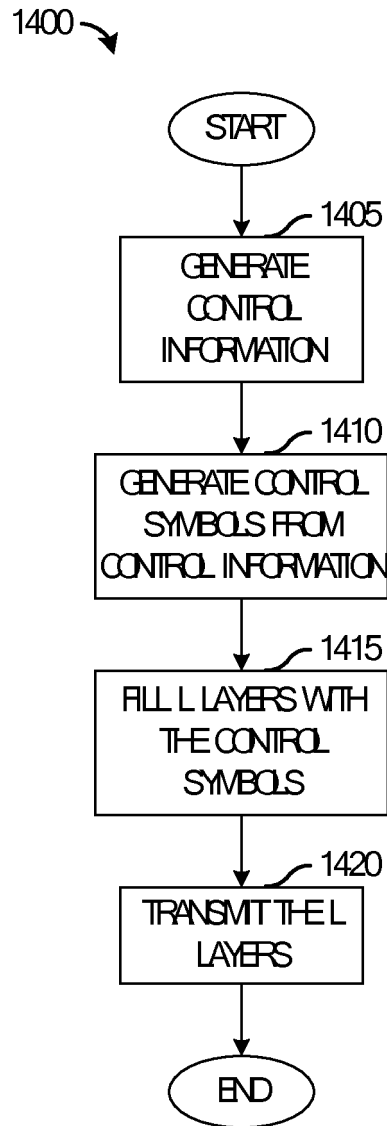 1400
START
1405
GENERATE
CONTROL
INFORMATION
1410
GENERATE CONTROL
SYMBOLS FROM
CONTROL INFORMATION
1415
FILL L LAYERS WITH
THE CONTROL
SYMBOLS
1420
TRANSMIT THE L
LAYERS
END